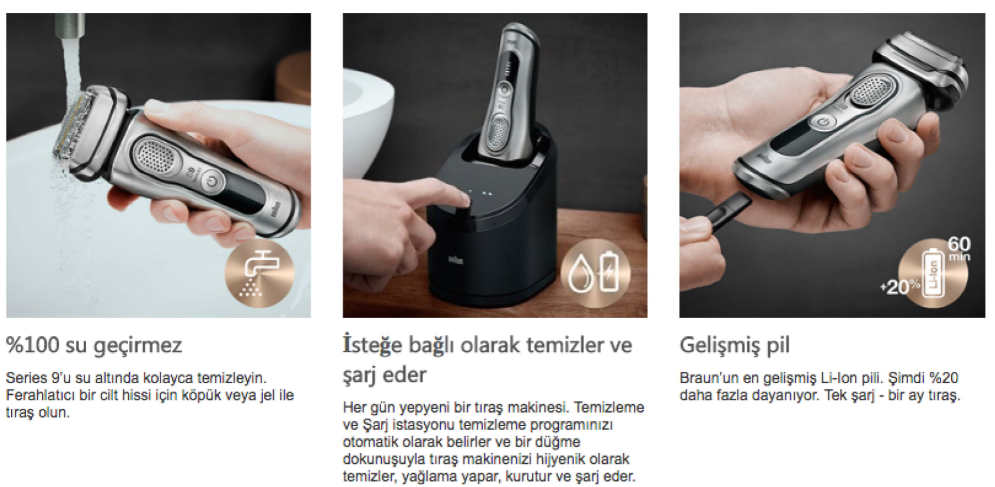 BRAUN
BRAUN
BRAUN
60
min
+20%
Li-Ion
%100 su geçirmez
Series 9’u su altında kolayca temizleyin.
Ferahlatıcı bir cilt hissi için köpük veya jel ile
tıraş olun.
İsteğe bağlı olarak temizler ve
şarj eder
Her gün yepyeni bir tıraş makinesi. Temizleme
ve Şarj istasyonu temizleme programınızı
otomatik olarak belirler ve bir düğme
dokunuşuyla tıraş makinenizi hijyenik olarak
temizler, yağlama yapar, kurutur ve şarj eder.
Gelişmiş pil
Braun’un en gelişmiş Li-Ion pili. Şimdi %20
daha fazla dayanıyor. Tek şarj - bir ay tıraş.